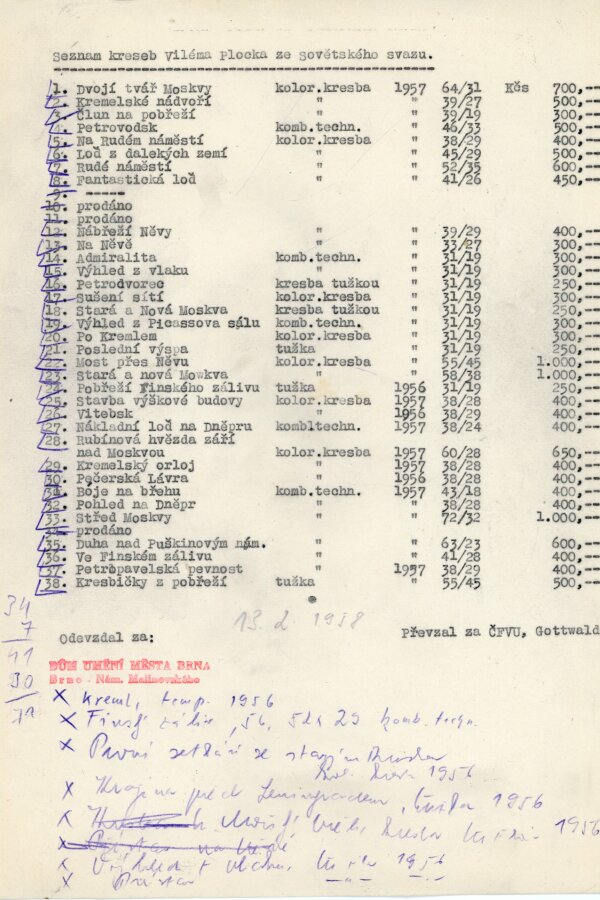 Seznam kreseb Viléma Plocka ze Sovětského svazu.
1. Dvojí tvář Moskvy kolor.kresba 1957 64/31 Kčs 700,--
2. Kremelské nádvoří " " 39/27 500,--
3. Člun na pobřeží " " 39/19 300,--
4. Petrovodsk komb.techn. " 46/33 500,--
5. Na Rudém náměstí kolor.kresba " 38/29 400,--
6. Loď z dalekých zemí " " 45/29 500,--
7. Rudé náměstí " " 52/35 600,--
8. Fantastická loď " " 41/26 450,--
9. -----
10. prodáno
11. prodáno
12. Nábřeží Něvy " " 39/29 400,--
13. Na Něvě " " 33/27 300,--
14. Admiralita komb.techn. " 31/19 300,--
15. Výhled z vlaku " " 31/19 300,--
16. Petrodvorec kresba tužkou " 31/19 250,--
17. Sušení sítí kolor.kresba " 31/19 300,--
18. Stará a Nová Moskva kresba tužkou " 31/19 250,--
19. Výhled z Picassova sálu komb.techn. " 31/19 300,--
20. Po Kremlem kolor.kresba " 31/19 300,--
21. Poslední výspa tužka " 31/19 250,--
22. Most přes Něvu kolor.kresba " 55/45 1.000,--
23. Stará a nová Mowkva " " 58/38 1.000,--
24. Pobřeží Finského zálivu tužka 1956 31/19 250,--
25. Stavba výškové budovy kolor.kresba 1957 38/28 400,--
26. Vitebsk " 1956 38/29 400,--
27. Nákladní loď na Dněpru kombltechn. 1957 38/24 400,--
28. Rubínová hvězda září
nad Moskvou kolor.kresba 1957 60/28 650,--
29. Kremelský orloj " 1957 38/28 400,--
30. Pečerská Lávra " 1956 38/28 400,--
31. Bóje na břehu komb.techn. 1957 43/18 400,--
32. Pohled na Dněpr " " 38/28 400,--
33. Střed Moskvy " " 72/32 1.000,--
34. prodáno
35. Duha nad Puškinovým nám. " " 63/23 600,--
36. Ve Finském zálivu " " 41/28 400,--
37. Petropavelská pevnost " 1957 38/29 400,--
38. Kresbičky z pobřeží tužka " 55/45 500,--
34
7
41
30
71
13. 2. 1958
Odevzdal za: Převzal za ČFVU, Gottwald
DŮM UMĚNÍ MĚSTA BRNA
Brno - Nám. Malinovského
x Kreml, temp. 1956
x Finský záliv, 56, 29 komb. techn.
x První setkání se
1956
x Krajina před Leningradem, tužka 1956
x 1956
x
x Výhled z vlaku, tužka 1956
x